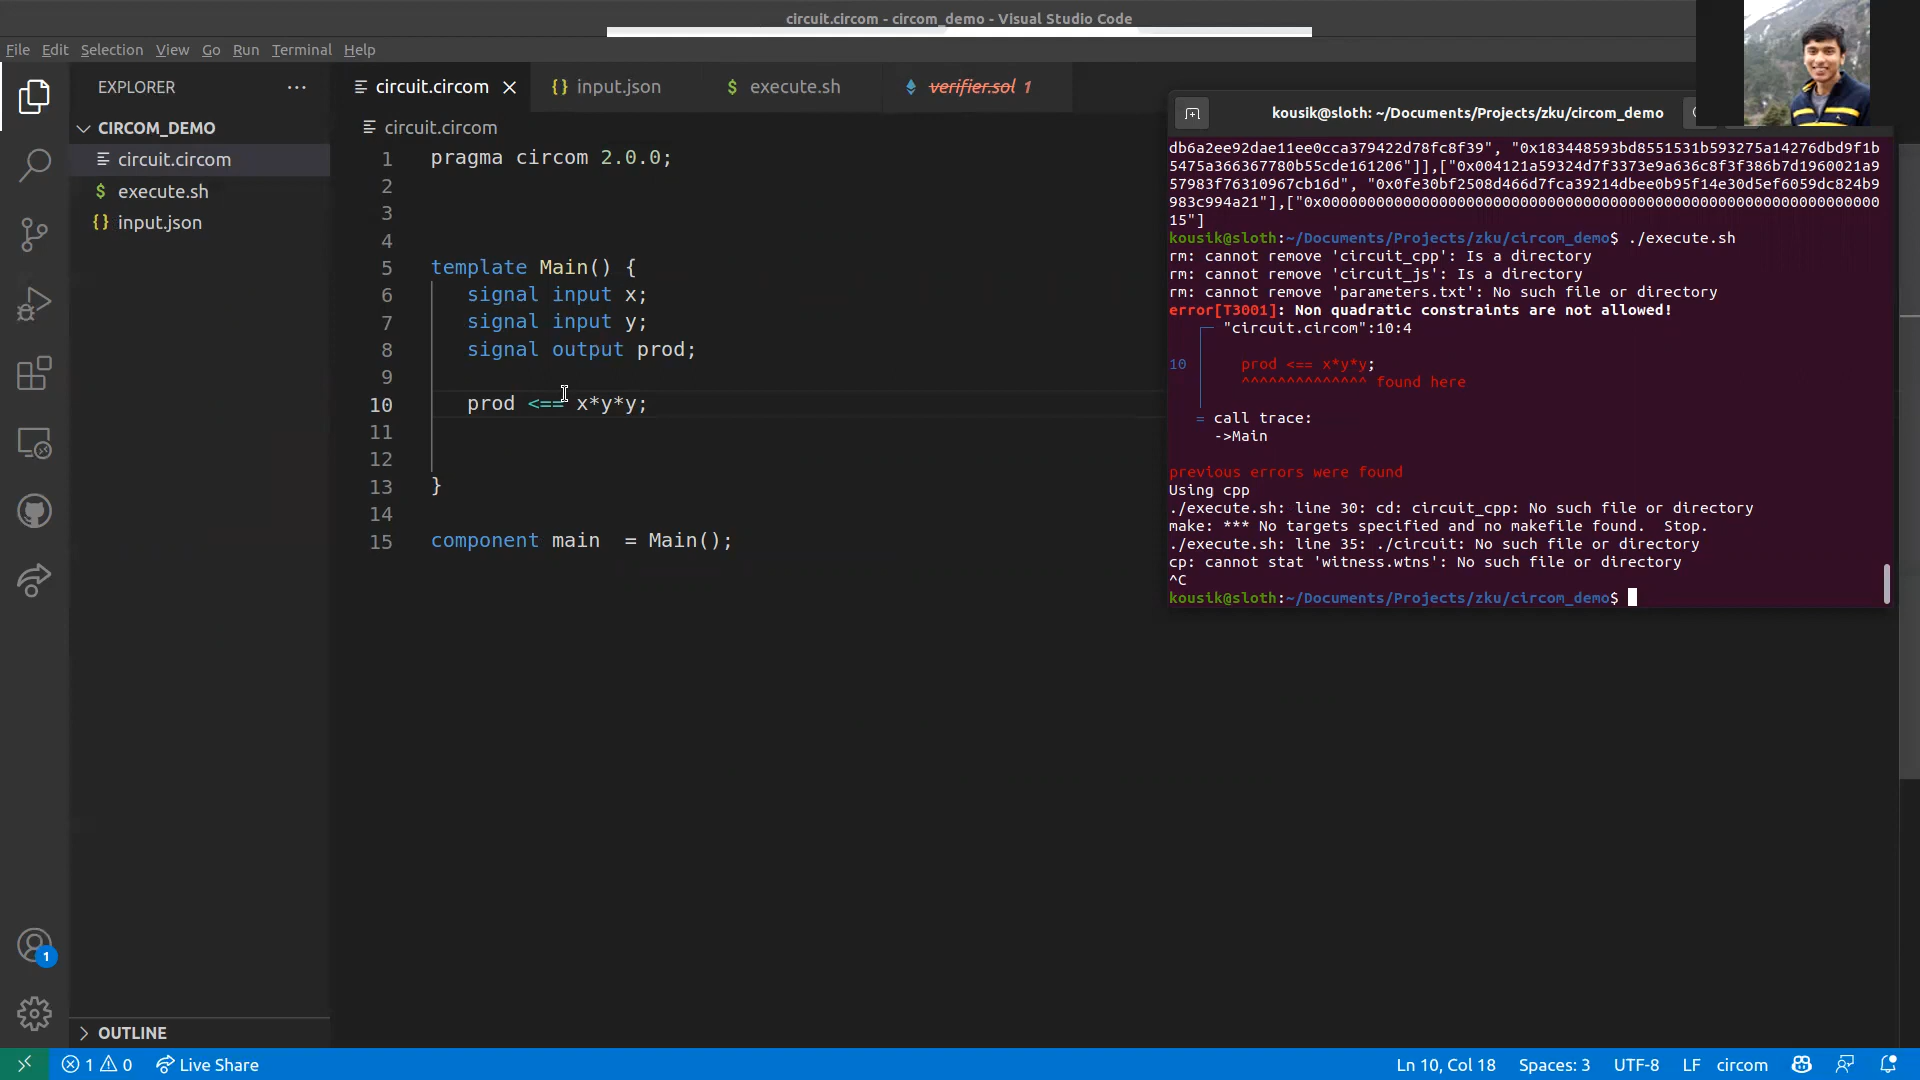 circuit.circom - circom_demo - Visual Studio Code
File Edit Selection View Go Run Terminal Help
EXPLORER
CIRCOM_DEMO
circuit.circom
execute.sh
input.json
OUTLINE
circuit.circom input.json execute.sh verifier.sol 1
circuit.circom
1 pragma circom 2.0.0;
2
3
4
5 template Main() {
6 signal input x;
7 signal input y;
8 signal output prod;
9
10 prod <== x*y*y;
11
12
13 }
14
15 component main = Main();
kousik@sloth: ~/Documents/Projects/zku/circom_demo
db6a2ee92dae11ee0cca379422d78fc8f39", "0x183448593bd8551531b593275a14276dbd9f1b
5475a366367780b55cde161206"]],["0x004121a59324d7f3373e9a636c8f3f386b7d1960021a9
957983f76310967cb16d", "0x0fe30bf2508d466d7fca39214dbee0b95f14e30d5ef6059dc824b9
983c994a21"],["0x00000000000000000000000000000000000000000000000000000000000000
15"]
kousik@sloth:~/Documents/Projects/zku/circom_demo$ ./execute.sh
rm: cannot remove 'circuit_cpp': Is a directory
rm: cannot remove 'circuit_js': Is a directory
rm: cannot remove 'parameters.txt': No such file or directory
error[T3001]: Non quadratic constraints are not allowed!
"circuit.circom":10:4
10 prod <== x*y*y;
^^^^^^^^^^^^^^ found here
= call trace:
->Main
previous errors were found
Using cpp
./execute.sh: line 30: cd: circuit_cpp: No such file or directory
make: *** No targets specified and no makefile found. Stop.
./execute.sh: line 35: ./circuit: No such file or directory
cp: cannot stat 'witness.wtns': No such file or directory
^C
kousik@sloth:~/Documents/Projects/zku/circom_demo$
1
1 0 Live Share Ln 10, Col 18 Spaces: 3 UTF-8 LF circom